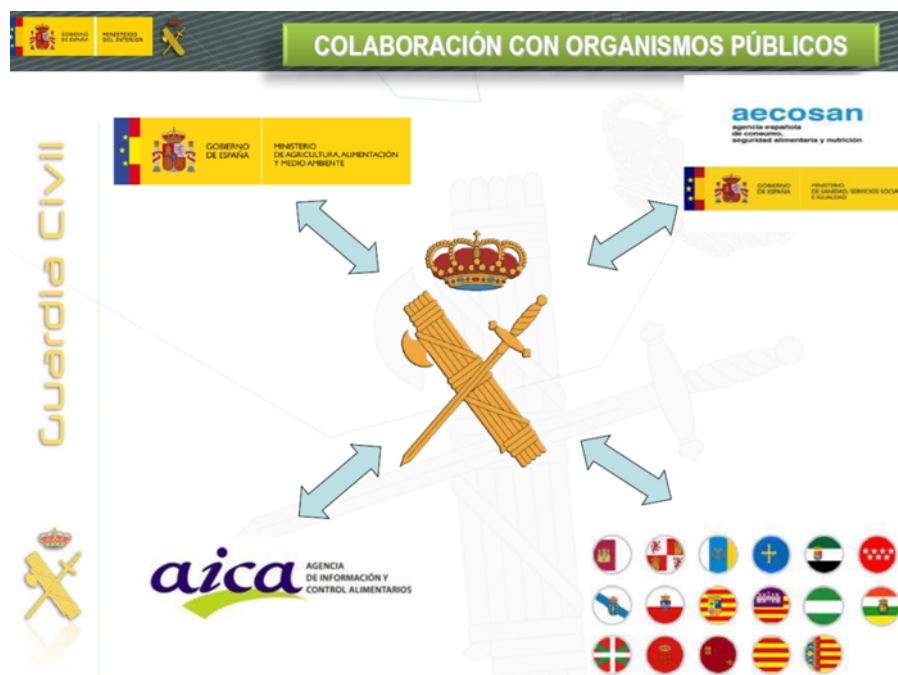 GOBIERNO
DE ESPAÑA
MINISTERIO
DEL INTERIOR
COLABORACIÓN CON ORGANISMOS PÚBLICOS
Guardia Civil
GOBIERNO
DE ESPAÑA
MINISTERIO
DE AGRICULTURA, ALIMENTACIÓN
Y MEDIO AMBIENTE
aecosan
agencia española
de consumo,
seguridad alimentaria y nutrición
GOBIERNO
DE ESPAÑA
MINISTERIO
DE SANIDAD, SERVICIOS SOCIA
E IGUALDAD
aica
AGENCIA
DE INFORMACIÓN Y
CONTROL ALIMENTARIOS